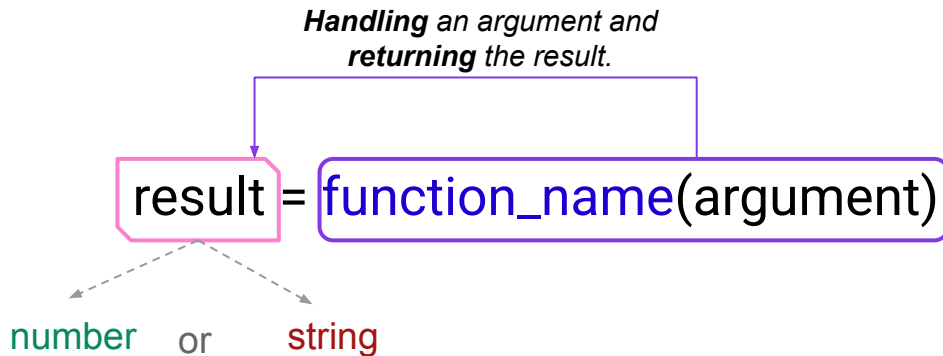 Handling an argument and
returning the result.
result = function_name(argument)
number or string